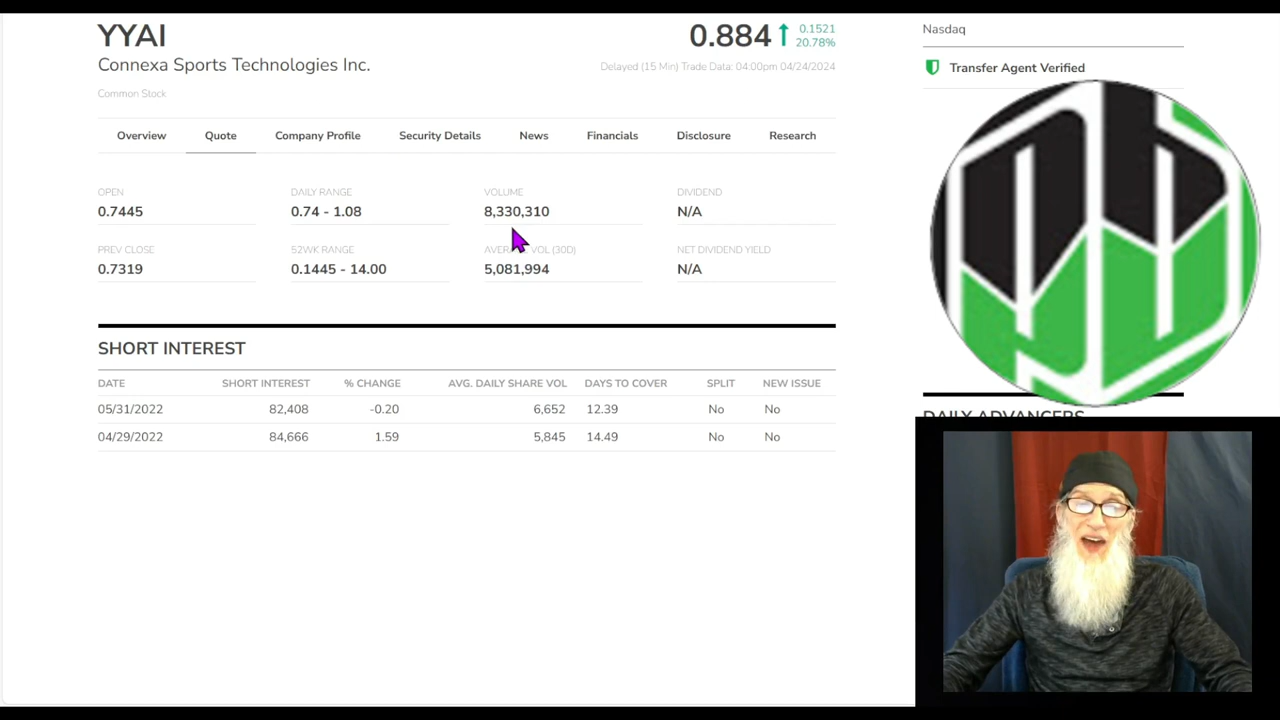 YYAI
0.884
0.1521
20.78%
Connexa Sports Technologies Inc.
Delayed (15 Min) Trade Data: 04:00pm 04/24/2024
Common Stock
Nasdaq
Transfer Agent Verified
Overview Quote Company Profile Security Details News Financials Disclosure Research
OPEN DAILY RANGE VOLUME DIVIDEND
0.7445 0.74 - 1.08 8,330,310 N/A
PREV CLOSE 52WK RANGE VOL (30D) NET DIVIDEND YIELD
0.7319 0.1445 - 14.00 5,081,994 N/A
SHORT INTEREST
DATE SHORT INTEREST % CHANGE AVG. DAILY SHARE VOL DAYS TO COVER SPLIT NEW ISSUE
05/31/2022 82,408 -0.20 6,652 12.39 No No
04/29/2022 84,666 1.59 5,845 14.49 No No
DAILY ADVANCERS